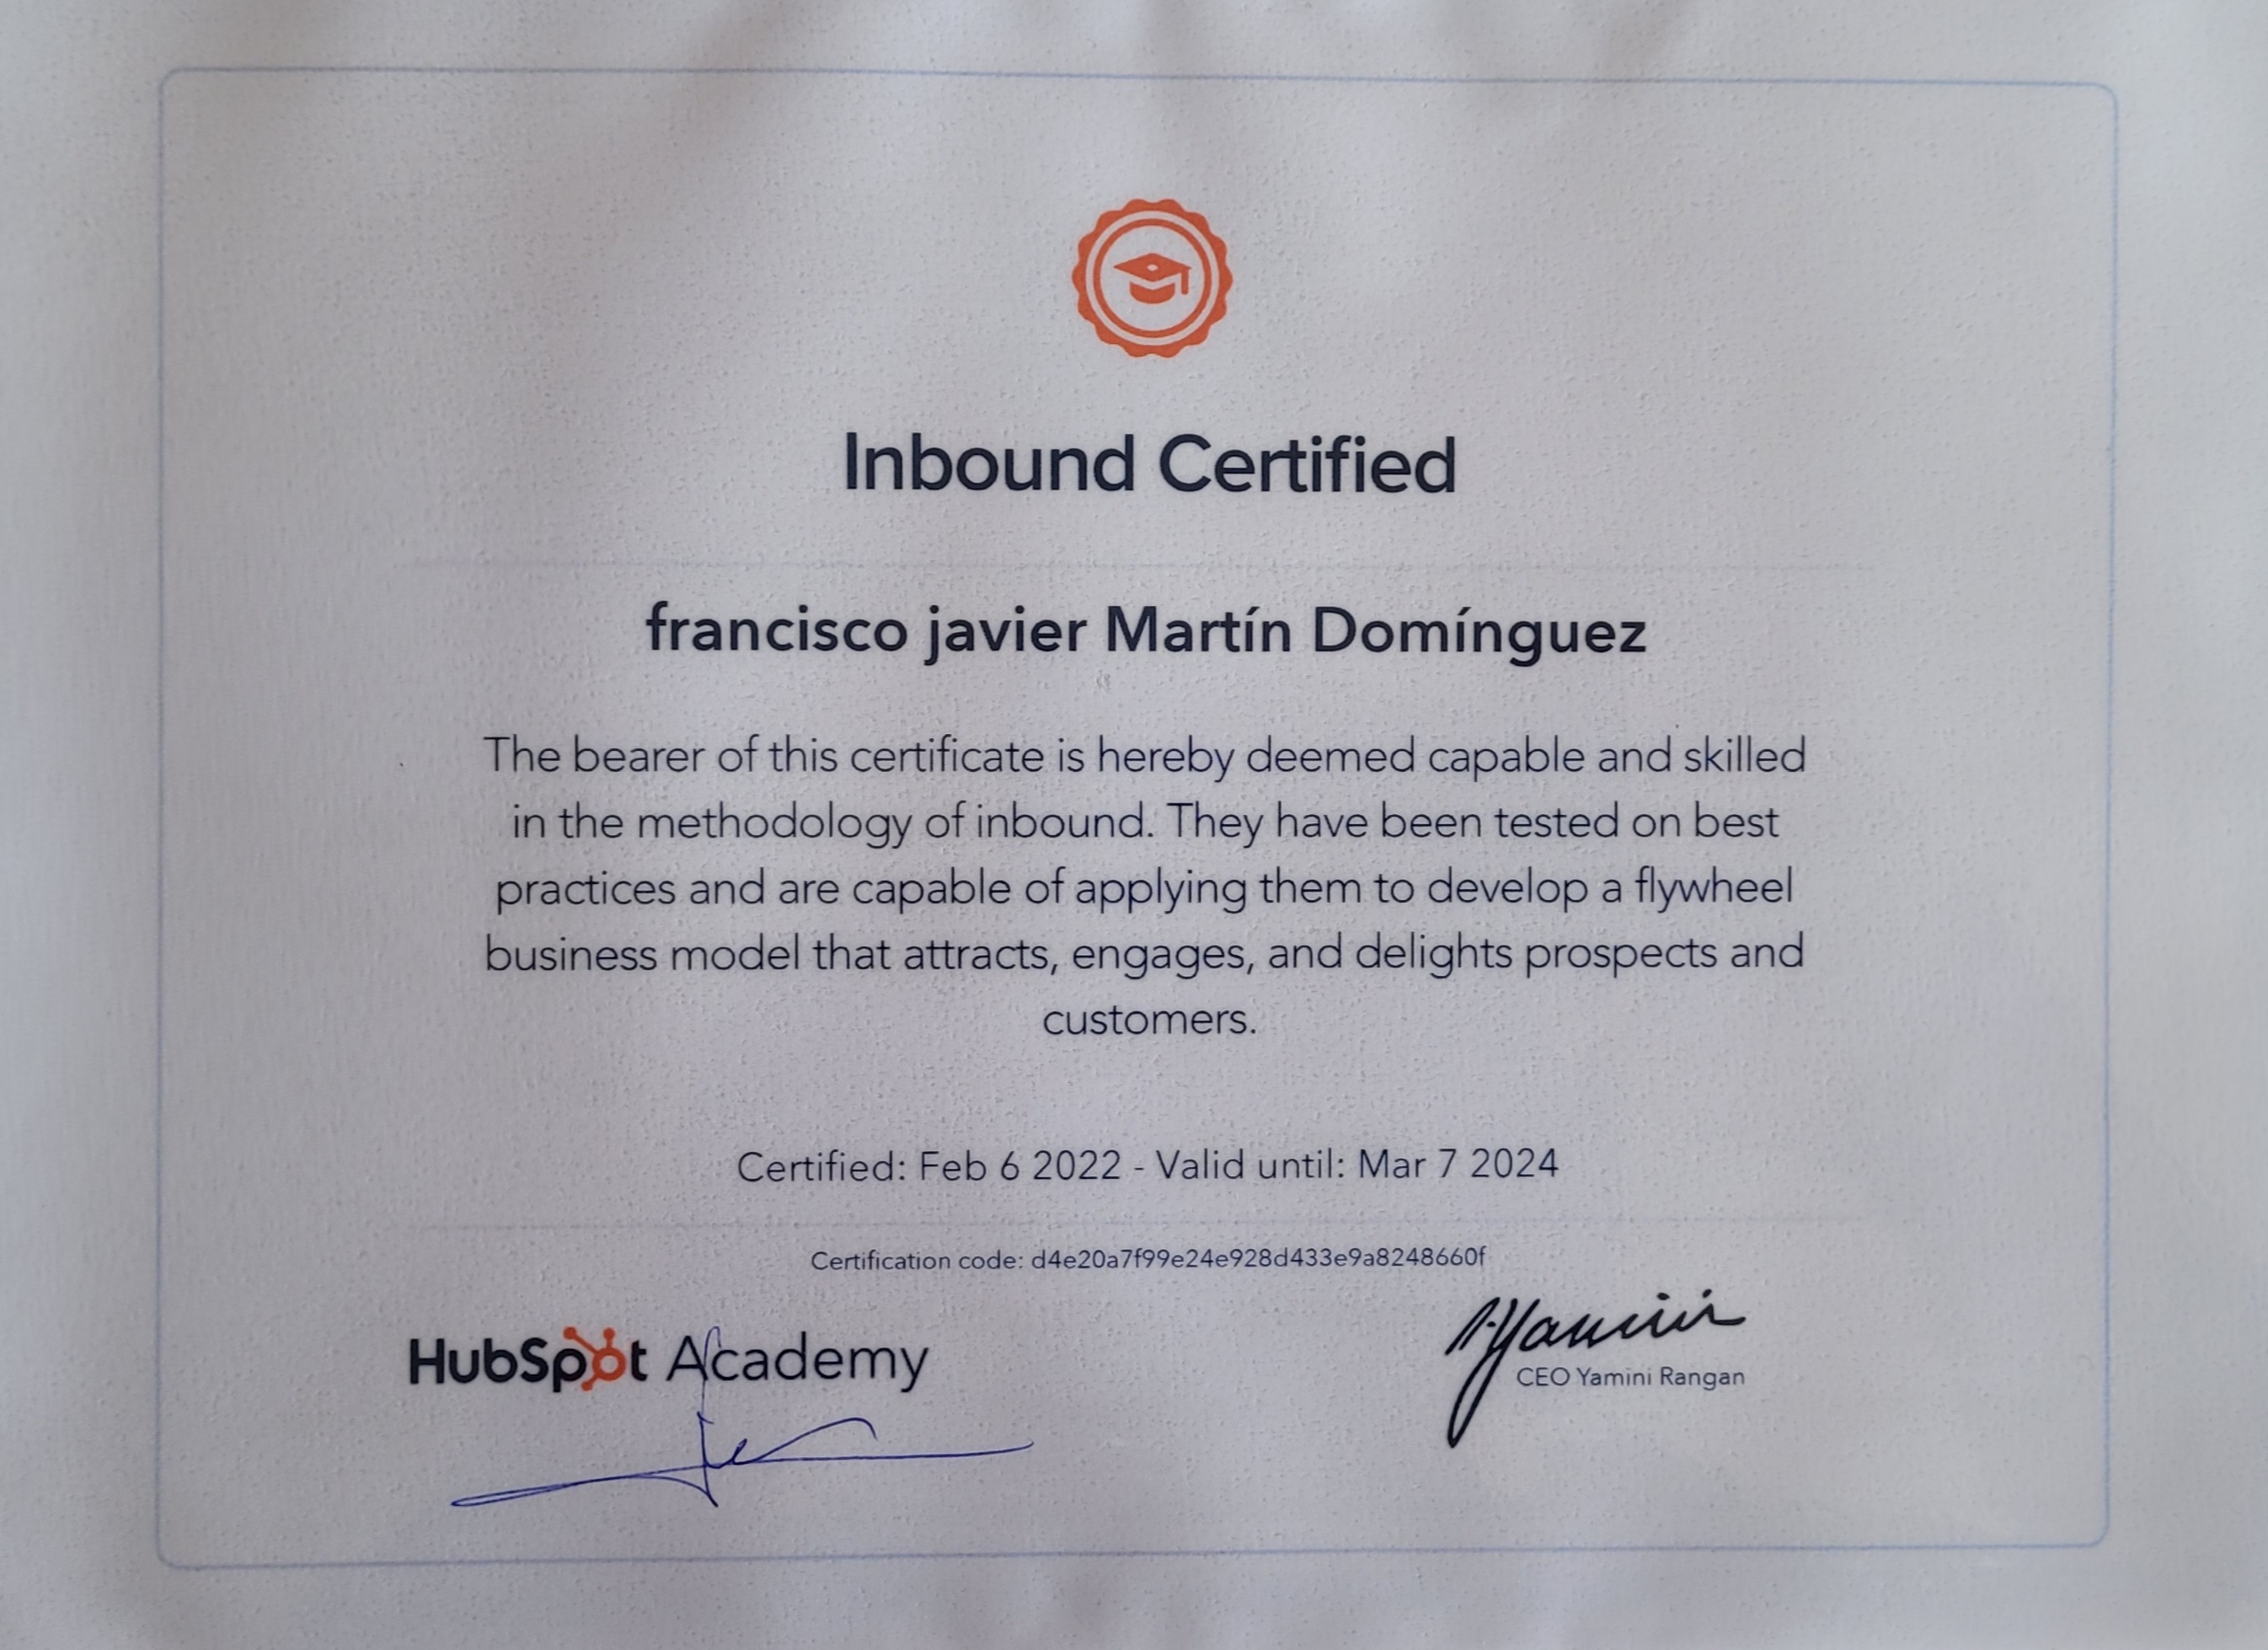 Inbound Certified
francisco javier Martín Domínguez
The bearer of this certificate is hereby deemed capable and skilled
in the methodology of inbound. They have been tested on best
practices and are capable of applying them to develop a flywheel
business model that attracts, engages, and delights prospects and
customers.
Certified: Feb 6 2022 - Valid until: Mar 7 2024
Certification code: d4e20a7f99e24e928d433e9a8248660f
HubSpot Academy
Yamini
CEO Yamini Rangan